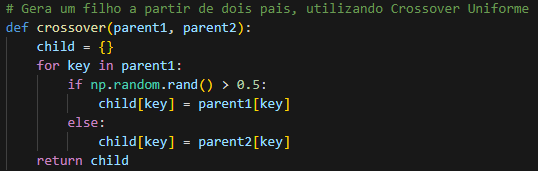 # Gera um filho a partir de dois pais, utilizando Crossover Uniforme
def crossover(parent1, parent2):
    child = {}
    for key in parent1:
        if np.random.rand() > 0.5:
            child[key] = parent1[key]
        else:
            child[key] = parent2[key]
    return child